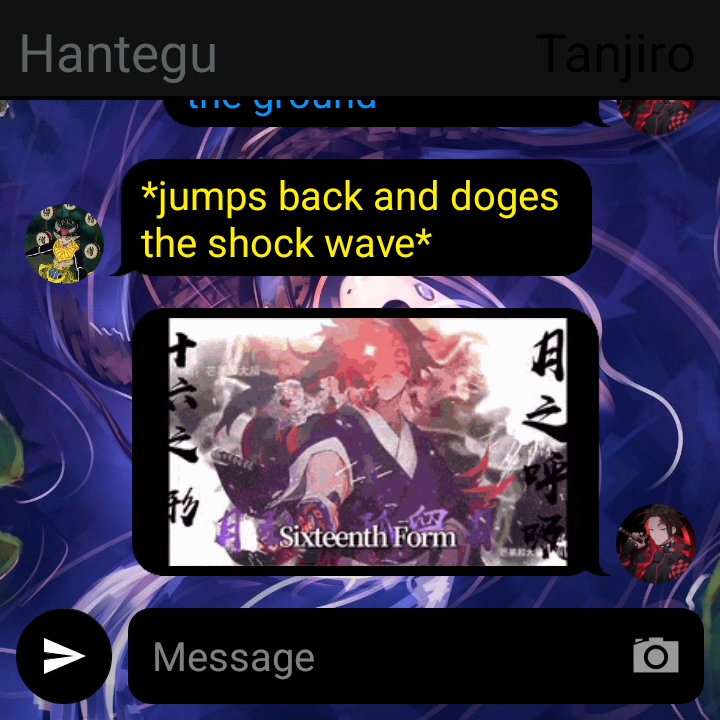 Hantegu
Tanjiro
the ground
*jumps back and doges
the shock wave*
十六之 形
月之呼吸
Sixteenth Form
Message